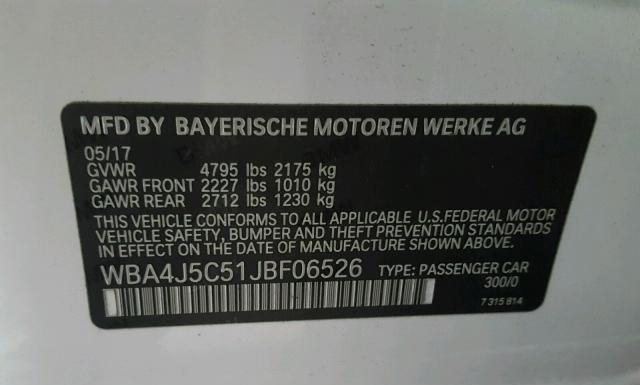 MFD BY BAYERISCHE MOTOREN WERKE AG
05/17
GVWR 4795 lbs 2175 kg
GAWR FRONT 2227 lbs 1010 kg
GAWR REAR 2712 lbs 1230 kg
THIS VEHICLE CONFORMS TO ALL APPLICABLE U.S.FEDERAL MOTOR
VEHICLE SAFETY, BUMPER AND THEFT PREVENTION STANDARDS
IN EFFECT ON THE DATE OF MANUFACTURE SHOWN ABOVE.
WBA4J5C51JBF06526 TYPE: PASSENGER CAR
300/0
7 315 814